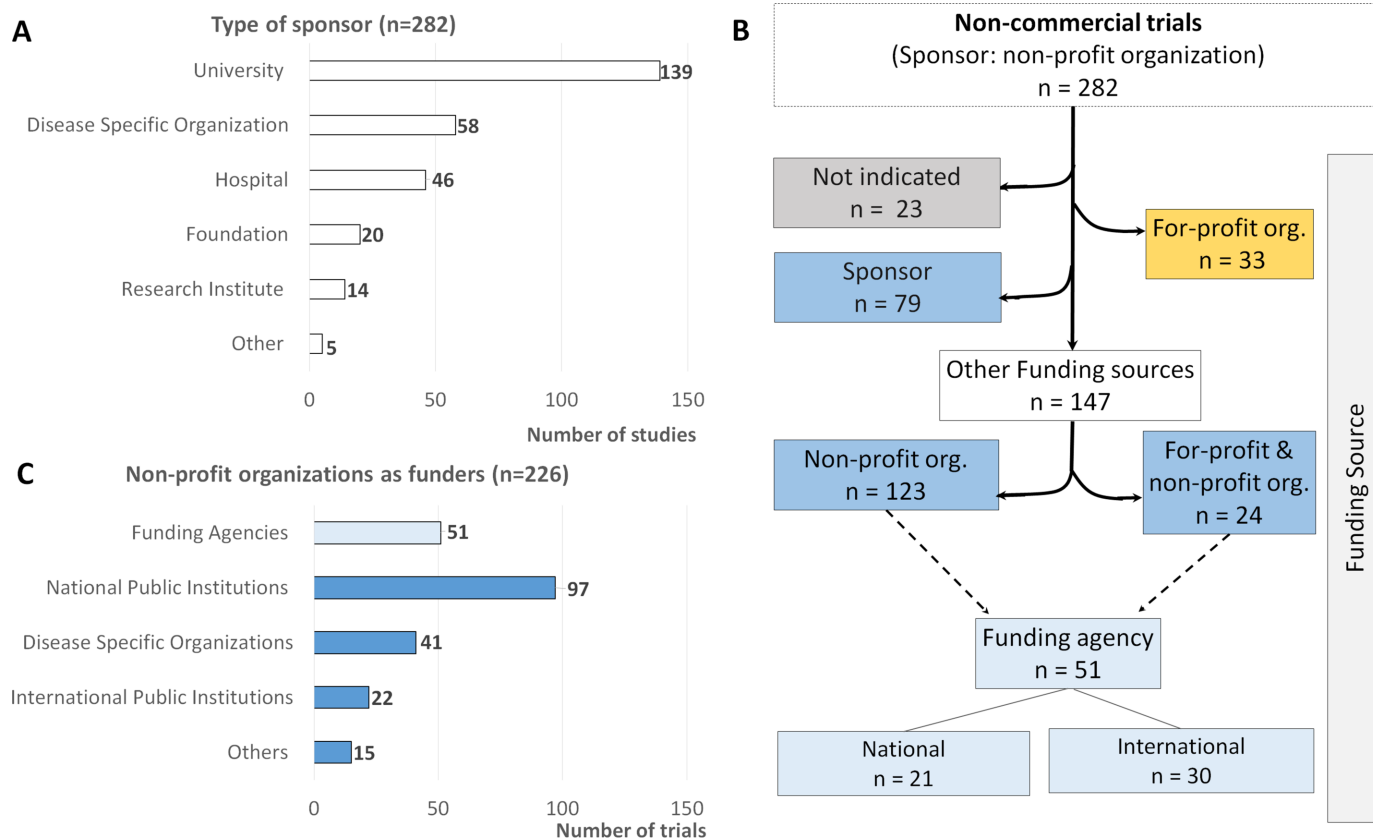 A
Type of sponsor (n=282)
University
139
Disease Specific Organization
58
Hospital
46
Foundation
20
Research Institute
14
Other
5
0
50
100
150
Number of studies
C
Non-profit organizations as funders (n=226)
Funding Agencies
51
National Public Institutions
97
Disease Specific Organizations
41
International Public Institutions
22
Others
15
0
50
100
150
Number of trials
B
Non-commercial trials
(Sponsor: non-profit organization)
n = 282
Not indicated
n = 23
For-profit org.
n = 33
Sponsor
n = 79
Other Funding sources
n = 147
Non-profit org.
n = 123
For-profit &
non-profit org.
n = 24
Funding agency
n = 51
National
n = 21
International
n = 30
Funding Source